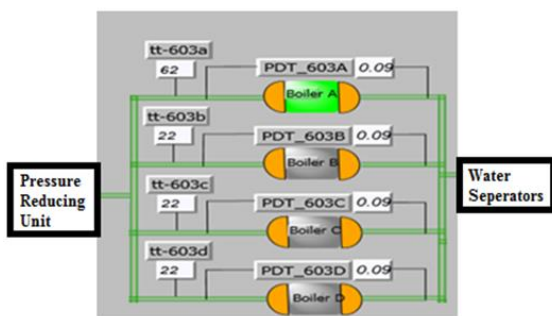 tt-603a
62
PDT_603A 0.09
Boiler A
tt-603b
22
PDT_603B 0.09
Boiler B
Pressure
Reducing
Unit
Water
Seperators
tt-603c
22
PDT_603C 0.09
Boiler C
tt-603d
22
PDT_603D 0.09
Boiler D